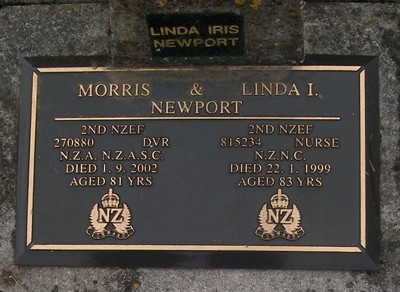 LINDA IRIS
NEWPORT
MORRIS & LINDA I.
NEWPORT
2ND NZEF 2ND NZEF
270880 DVR 815234 NURSE
N.Z.A. N.Z.A.S.C. N.Z.N.C.
DIED 1. 9. 2002 DIED 22. 1. 1999
AGED 81 YRS AGED 83 YRS
NZ NZ